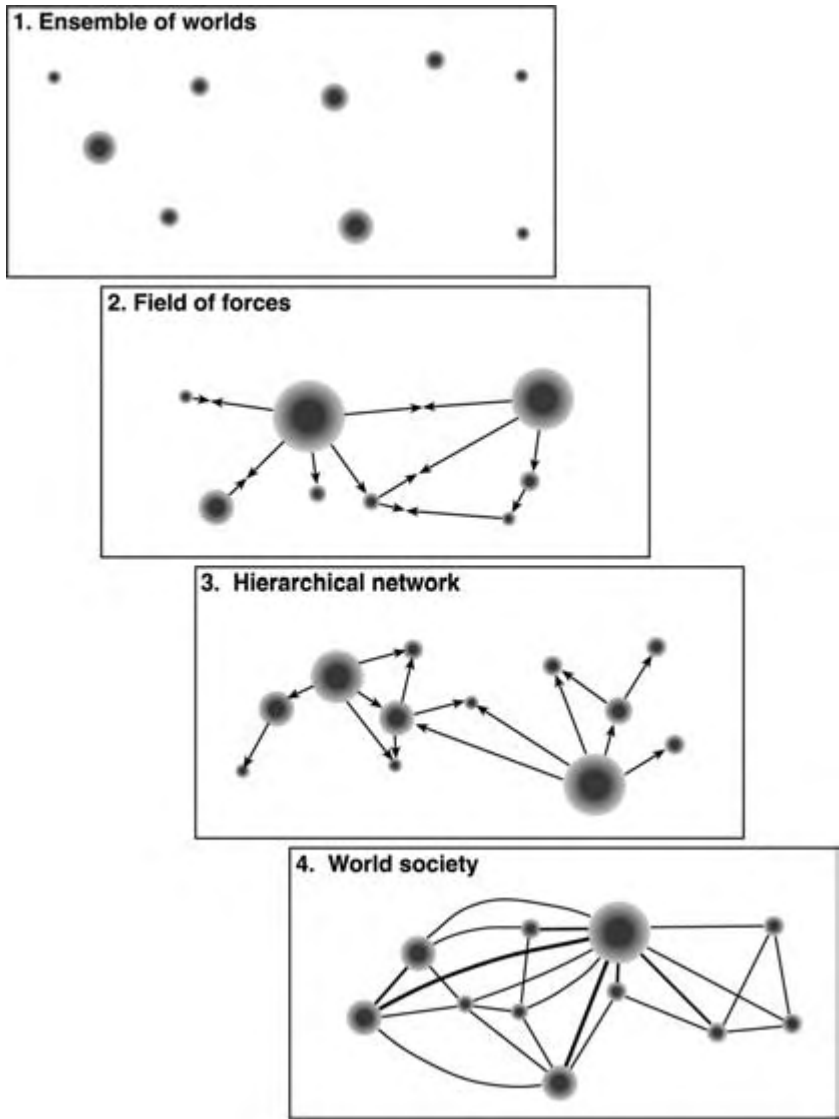 1. Ensemble of worlds
2. Field of forces
3. Hierarchical network
4. World society